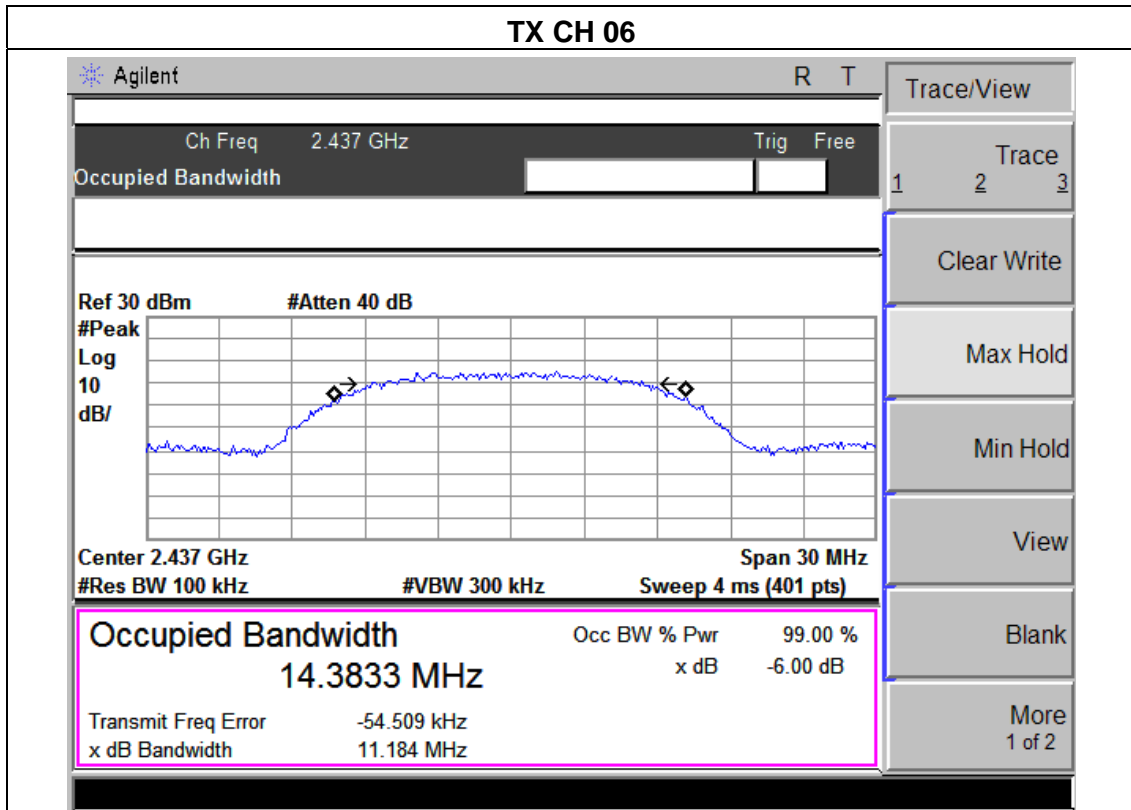 TX CH 06
Agilent R T
Trace/View
Ch Freq 2.437 GHz Trig Free
Occupied Bandwidth
Trace
1 2 3
Clear Write
Ref 30 dBm #Atten 40 dB
#Peak
Log
10
dB/
Max Hold
Min Hold
View
Center 2.437 GHz Span 30 MHz
#Res BW 100 kHz #VBW 300 kHz Sweep 4 ms (401 pts)
Occupied Bandwidth Occ BW % Pwr 99.00 %
14.3833 MHz x dB -6.00 dB
Blank
Transmit Freq Error -54.509 kHz
x dB Bandwidth 11.184 MHz
More
1 of 2